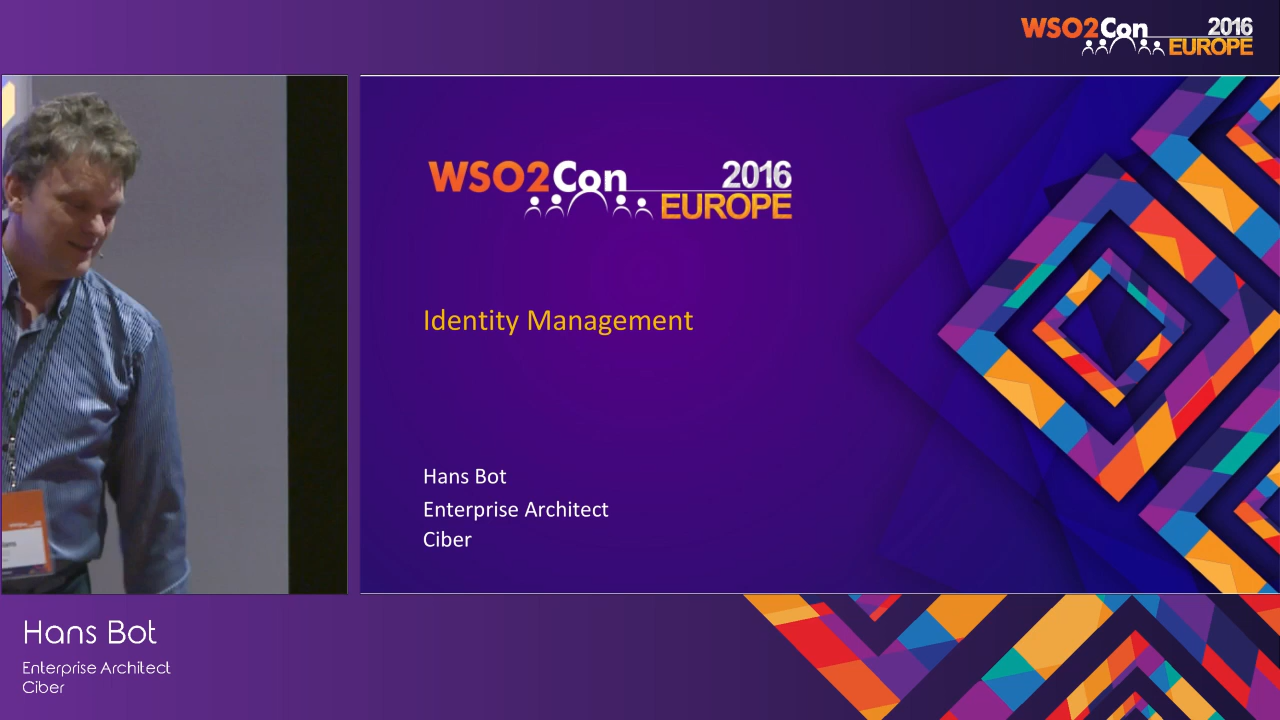 WSO2Con 2016
EUROPE
WSO2Con 2016
EUROPE
Identity Management
Hans Bot
Enterprise Architect
Ciber
Hans Bot
Enterprise Architect
Ciber